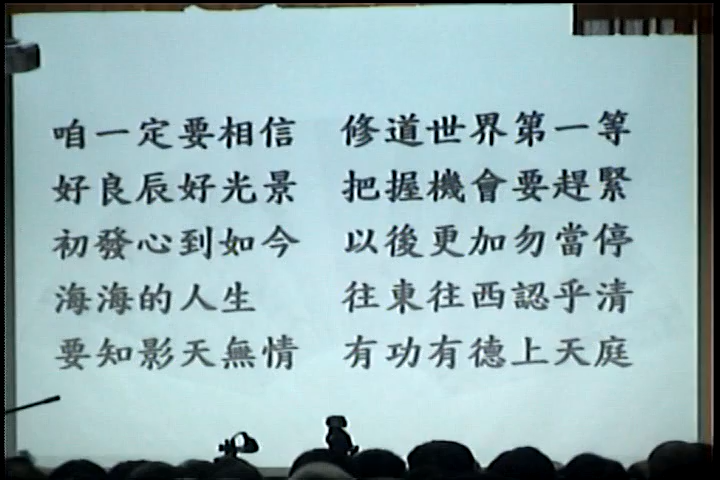 咱一定要相信 修道世界第一等
好良辰好光景 把握機會要趕緊
初發心到如今 以後更加勿當停
海海的人生 往東往西認乎清
要知影天無情 有功有德上天庭